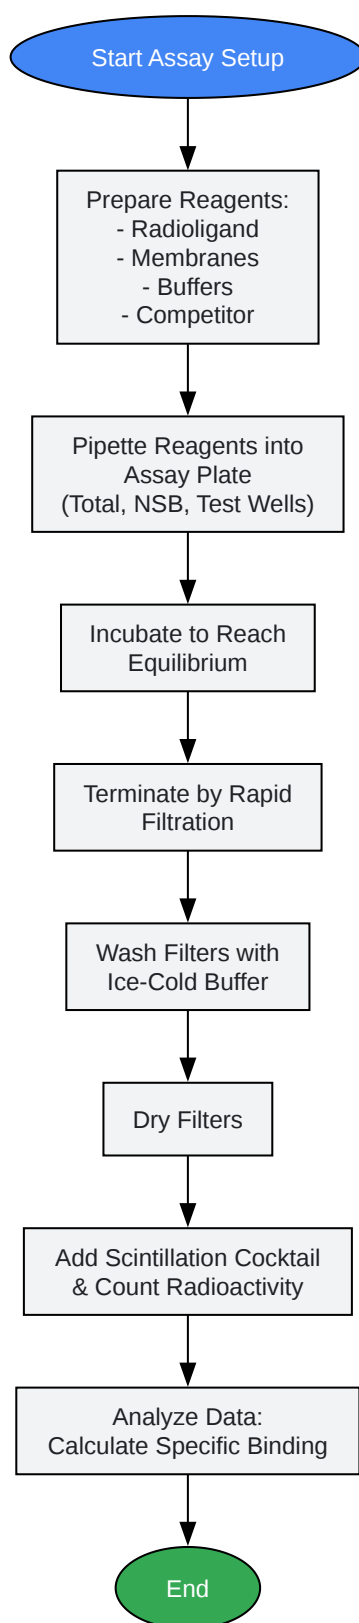 Start Assay Setup
Prepare Reagents:
- Radioligand
- Membranes
- Buffers
- Competitor
Pipette Reagents into
Assay Plate
(Total, NSB, Test Wells)
Incubate to Reach
Equilibrium
Terminate by Rapid
Filtration
Wash Filters with
Ice-Cold Buffer
Dry Filters
Add Scintillation Cocktail
& Count Radioactivity
Analyze Data:
Calculate Specific Binding
End